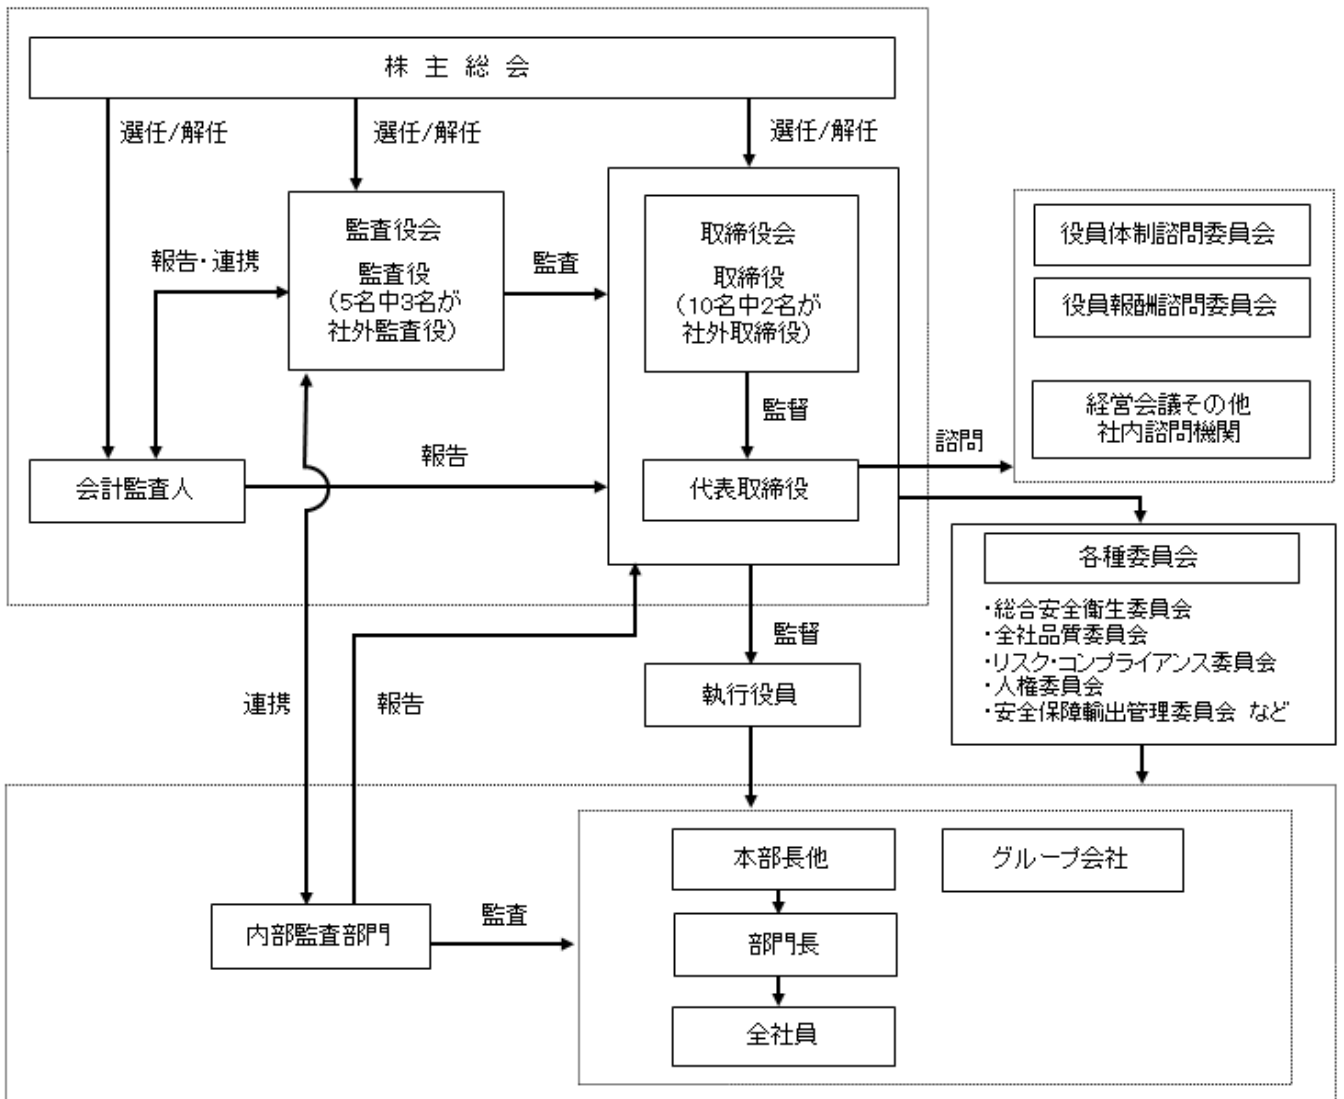 株 主 総 会
選任/解任
選任/解任
選任/解任
監査役会
監査役
(5名中3名が
社外監査役)
報告・連携
監査
取締役会
取締役
(10名中2名が
社外取締役)
監督
役員体制諮問委員会
役員報酬諮問委員会
経営会議その他
社内諮問機関
諮問
会計監査人
報告
代表取締役
各種委員会
・総合安全衛生委員会
・全社品質委員会
・リスク・コンプライアンス委員会
・人権委員会
・安全保障輸出管理委員会 など
監督
執行役員
連携
報告
本部長他
グループ会社
内部監査部門
監査
部門長
全社員